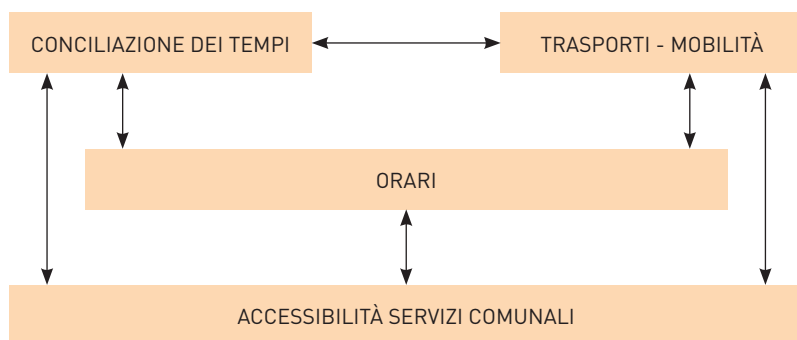 CONCILIAZIONE DEI TEMPI
TRASPORTI - MOBILITÀ
ORARI
ACCESSIBILITÀ SERVIZI COMUNALI